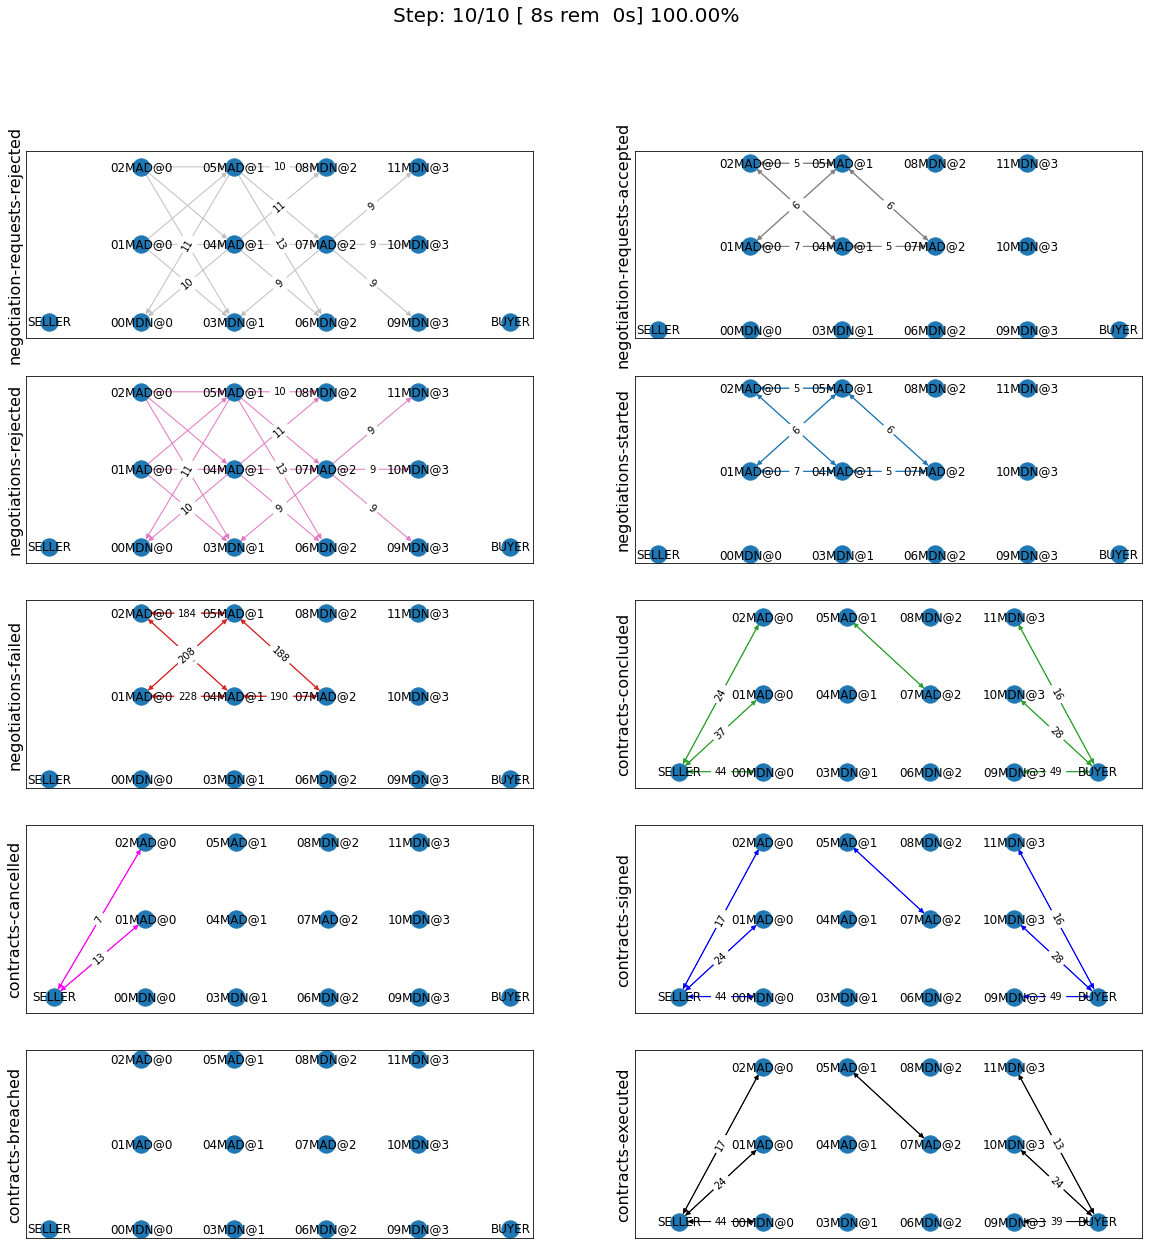 Step: 10/10 [ 8s rem  0s] 100.00%
negotiation-requests-rejected
02MAD@0 05MAD@1 10 08MDN@2 11MDN@3
11 9
01MAD@0 11 04MAD@1 13 07MAD@2 9 10MDN@3
10 9 9
SELLER 00MDN@0 03MDN@1 06MDN@2 09MDN@3 BUYER
negotiation-requests-accepted
02MAD@0 5 05MAD@1 08MDN@2 11MDN@3
6 6
01MAD@0 7 04MAD@1 5 07MAD@2 10MDN@3
SELLER 00MDN@0 03MDN@1 06MDN@2 09MDN@3 BUYER
negotiations-rejected
02MAD@0 05MAD@1 10 08MDN@2 11MDN@3
11 9
01MAD@0 11 04MAD@1 13 07MAD@2 9 10MDN@3
10 9 9
SELLER 00MDN@0 03MDN@1 06MDN@2 09MDN@3 BUYER
negotiations-started
02MAD@0 5 05MAD@1 08MDN@2 11MDN@3
6 6
01MAD@0 7 04MAD@1 5 07MAD@2 10MDN@3
SELLER 00MDN@0 03MDN@1 06MDN@2 09MDN@3 BUYER
negotiations-failed
02MAD@0 184 05MAD@1 08MDN@2 11MDN@3
208 188
01MAD@0 228 04MAD@1 190 07MAD@2 10MDN@3
SELLER 00MDN@0 03MDN@1 06MDN@2 09MDN@3 BUYER
contracts-concluded
02MAD@0 05MAD@1 08MDN@2 11MDN@3
24 01MAD@0 04MAD@1 07MAD@2 10MDN@3 16
37 28
SELLER 44 00MDN@0 03MDN@1 06MDN@2 09MDN@3 49 BUYER
contracts-cancelled
02MAD@0 05MAD@1 08MDN@2 11MDN@3
7 01MAD@0 04MAD@1 07MAD@2 10MDN@3
13
SELLER 00MDN@0 03MDN@1 06MDN@2 09MDN@3 BUYER
contracts-signed
02MAD@0 05MAD@1 08MDN@2 11MDN@3
17 01MAD@0 04MAD@1 07MAD@2 10MDN@3 16
24 28
SELLER 44 00MDN@0 03MDN@1 06MDN@2 09MDN@3 49 BUYER
contracts-breached
02MAD@0 05MAD@1 08MDN@2 11MDN@3
01MAD@0 04MAD@1 07MAD@2 10MDN@3
SELLER 00MDN@0 03MDN@1 06MDN@2 09MDN@3 BUYER
contracts-executed
02MAD@0 05MAD@1 08MDN@2 11MDN@3
17 01MAD@0 04MAD@1 07MAD@2 10MDN@3 13
24 24
SELLER 44 00MDN@0 03MDN@1 06MDN@2 09MDN@3 39 BUYER